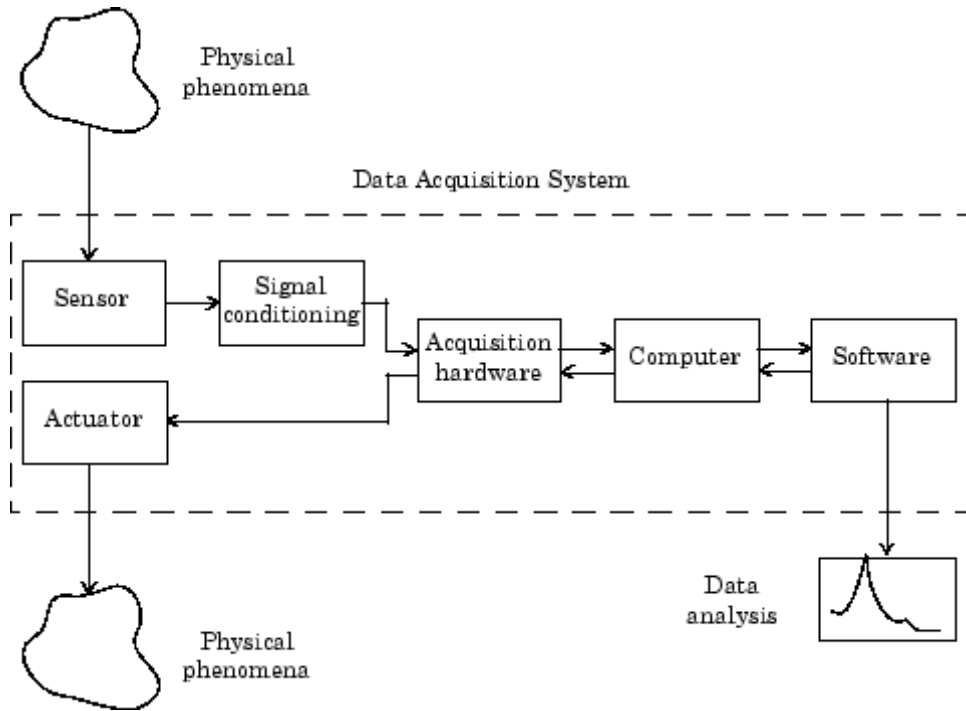 Physical
phenomena
Data Acquisition System
Sensor
Signal
conditioning
Acquisition
hardware
Computer
Software
Actuator
Data
analysis
Physical
phenomena